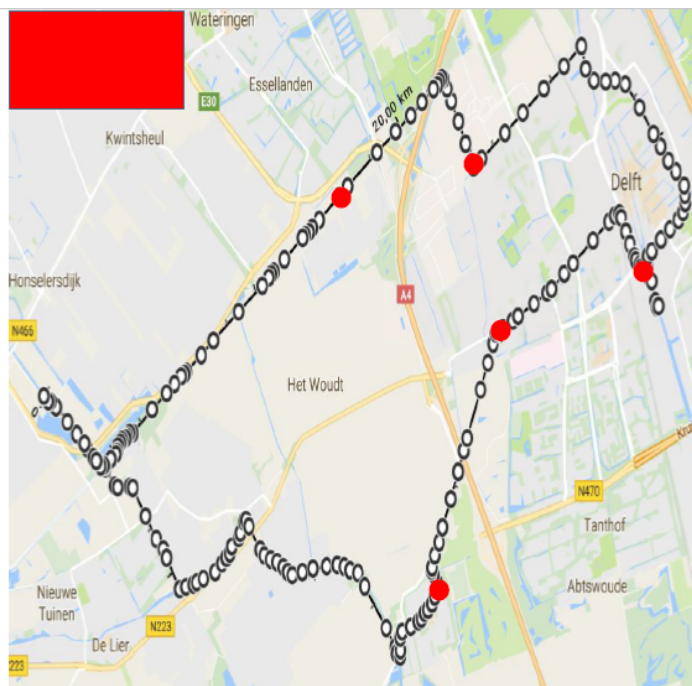 Wateringen
Essellanden
E30
20,00 km
Kwintsheul
Delft
Honselersdijk
A4
N466
Het Woudt
N470
Tanthof
Nieuwe
Tuinen
Abtswoude
N223
De Lier
223